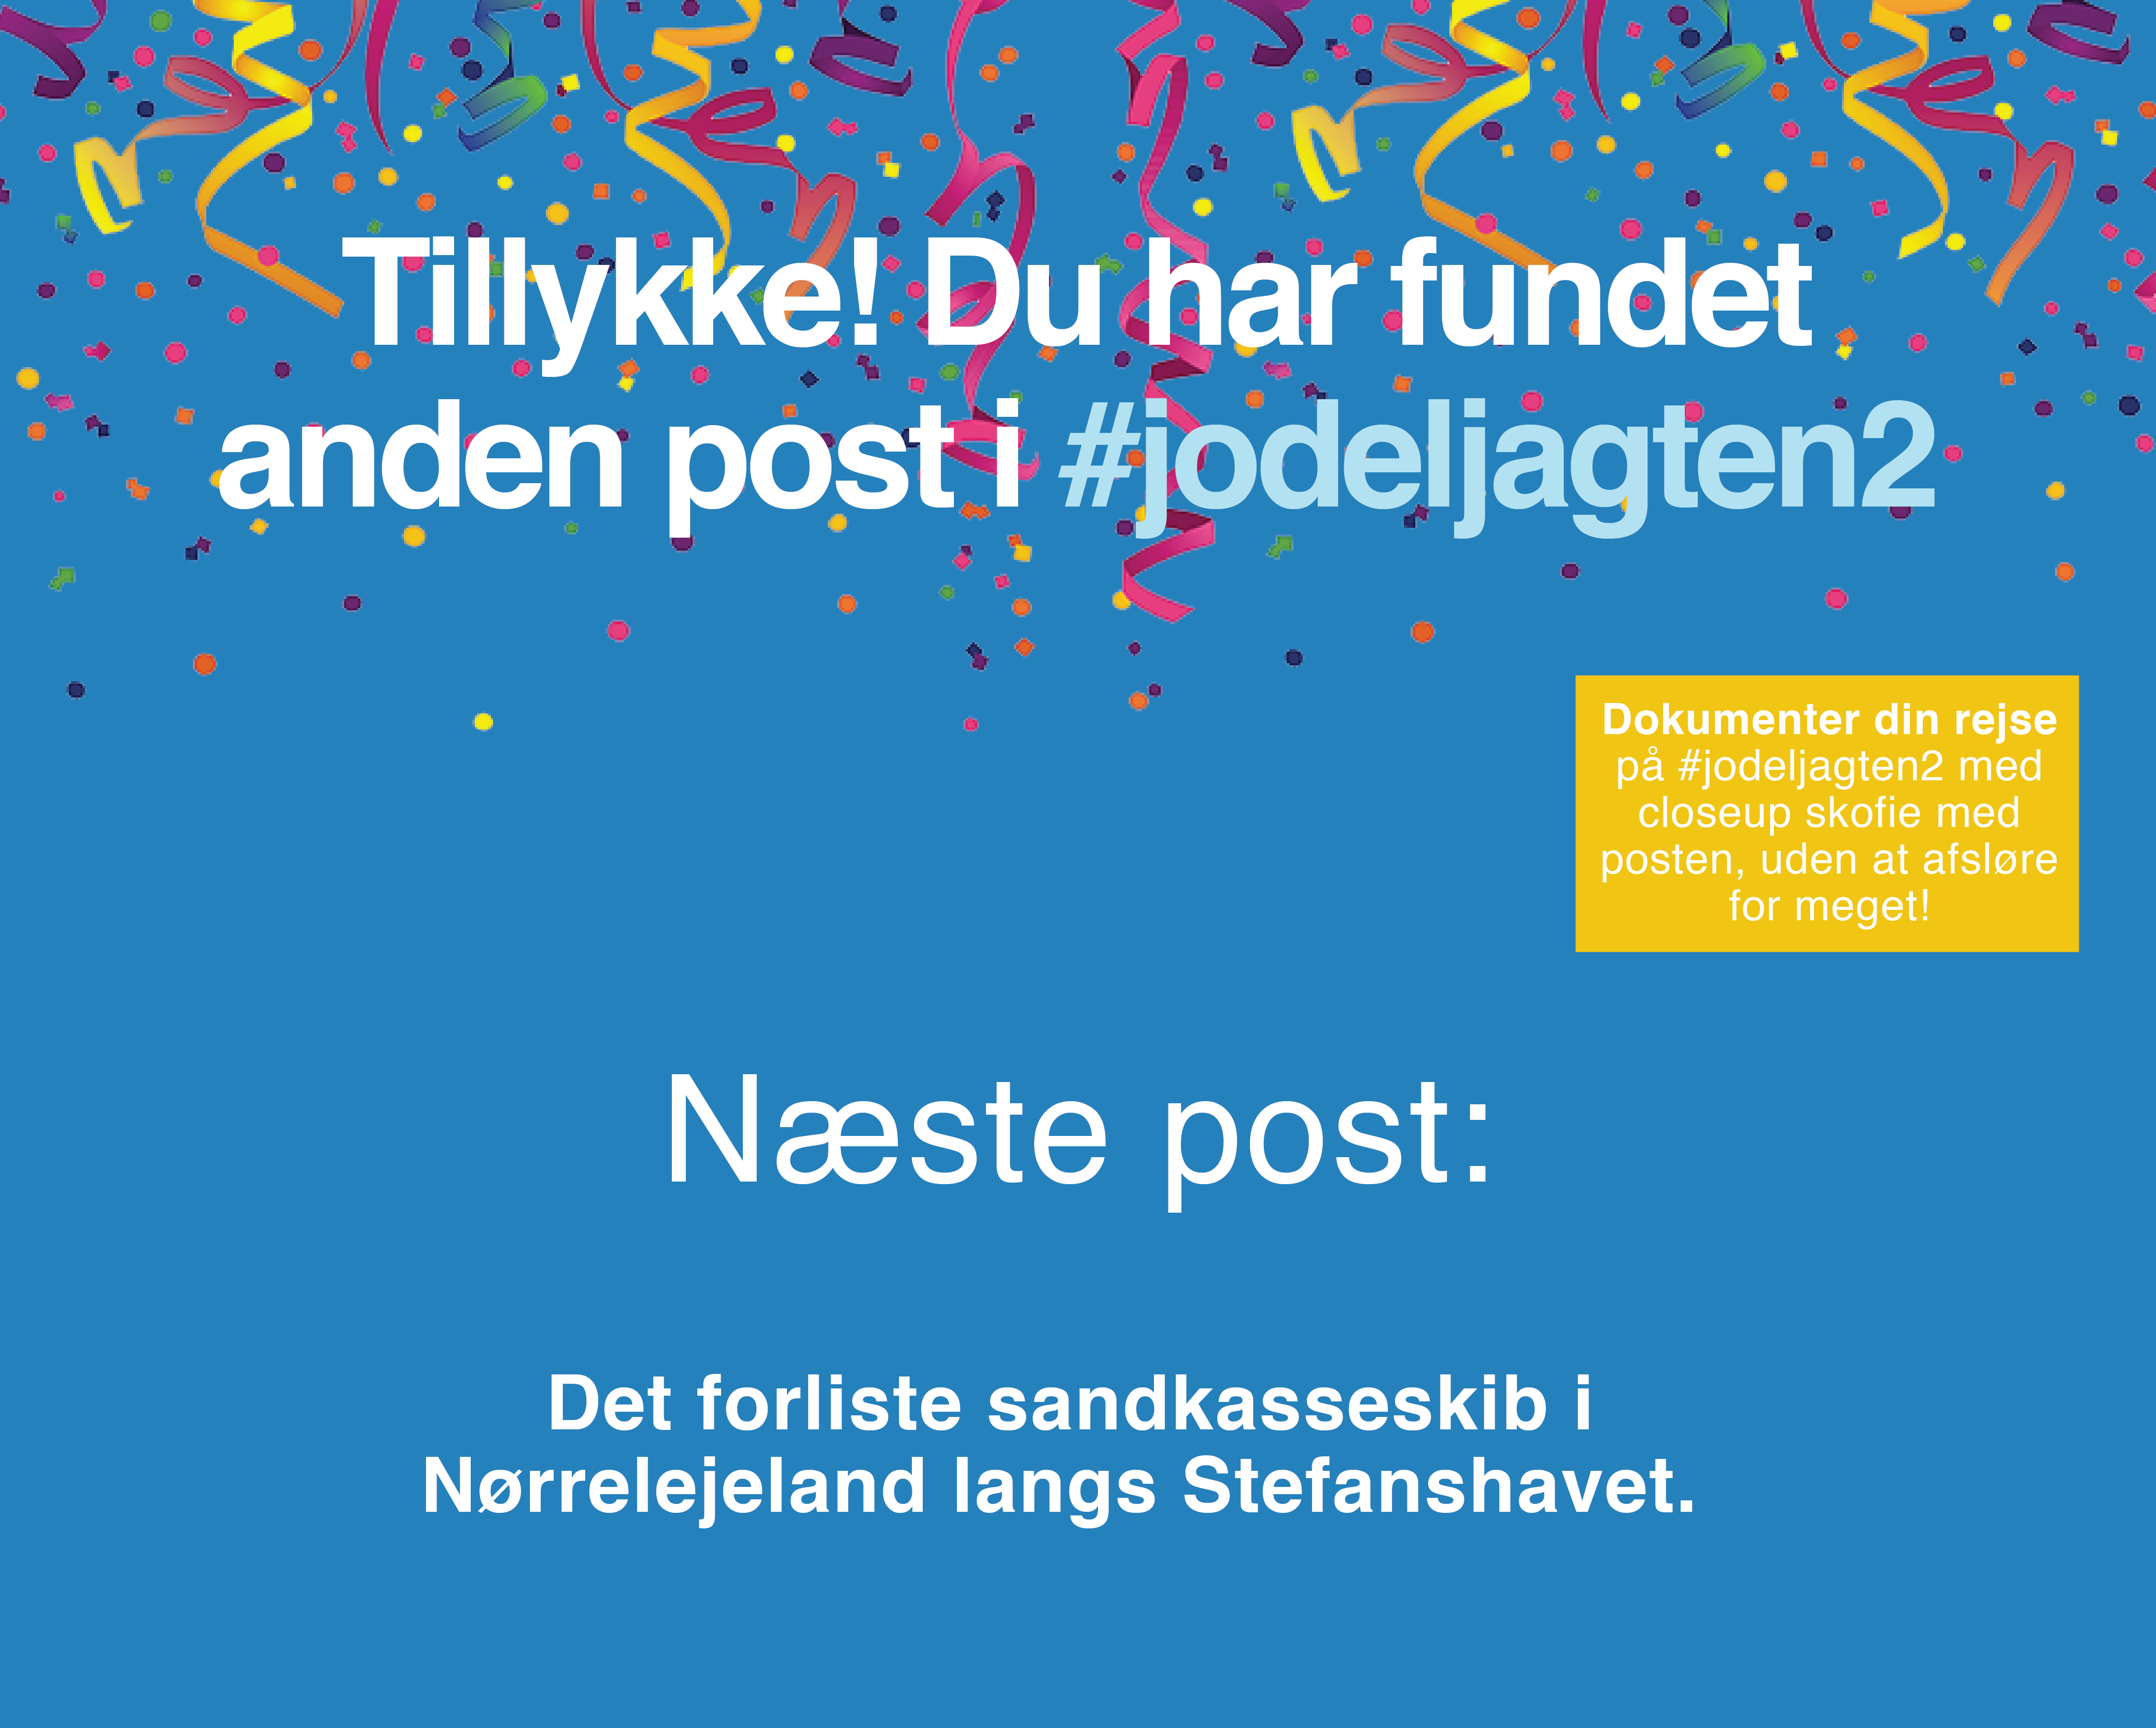 Tillykke! Du har fundet
anden post i #jodeljagten2
Dokumenter din rejse
på #jodeljagten2 med
closeup skofie med
posten, uden at afsløre
for meget!
Næste post:
Det forliste sandkasseskib i
Nørrelejeland langs Stefanshavet.